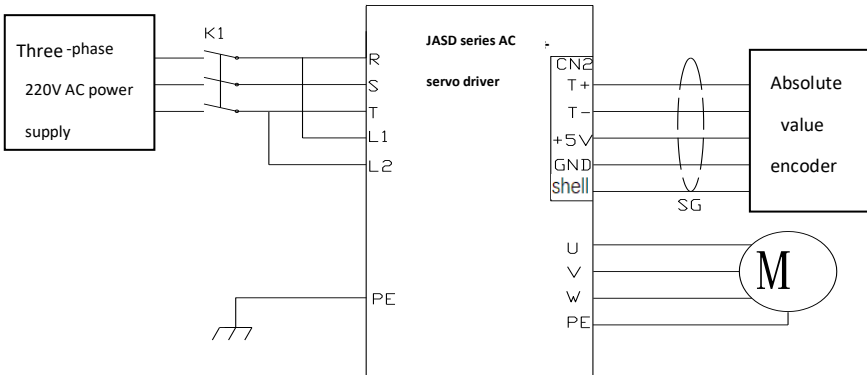 Three -phase
220V AC power
supply
K1
JASD series AC
servo driver
R
S
T
L1
L2
PE
CN2
T+
T-
+5V
GND
shell
SG
Absolute
value
encoder
U
V
W
PE
M